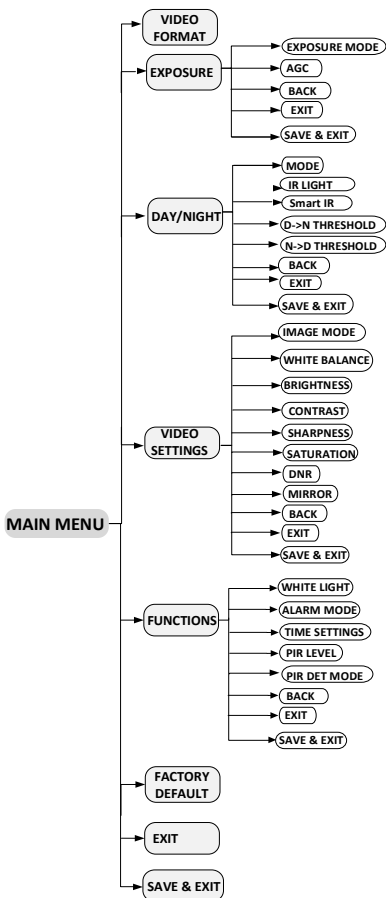 VIDEO
FORMAT
EXPOSURE
EXPOSURE MODE
AGC
BACK
EXIT
SAVE & EXIT
DAY/NIGHT
MODE
IR LIGHT
Smart IR
D->N THRESHOLD
N->D THRESHOLD
BACK
EXIT
SAVE & EXIT
VIDEO
SETTINGS
IMAGE MODE
WHITE BALANCE
BRIGHTNESS
CONTRAST
SHARPNESS
SATURATION
DNR
MIRROR
BACK
EXIT
SAVE & EXIT
MAIN MENU
FUNCTIONS
WHITE LIGHT
ALARM MODE
TIME SETTINGS
PIR LEVEL
PIR DET MODE
BACK
EXIT
SAVE & EXIT
FACTORY
DEFAULT
EXIT
SAVE & EXIT